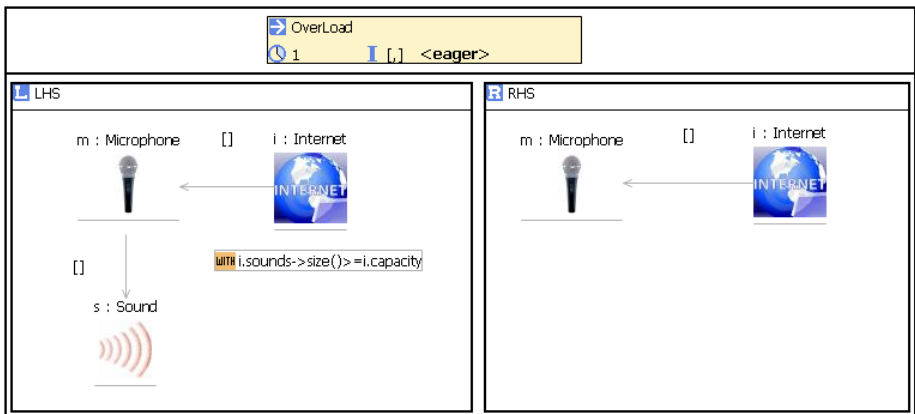 OverLoad
1 I [,] <eager>
L LHS
m : Microphone [] i : Internet
INTERNET
WITH i.sounds->size()>=i.capacity
[]
s : Sound
R RHS
m : Microphone [] i : Internet
INTERNET